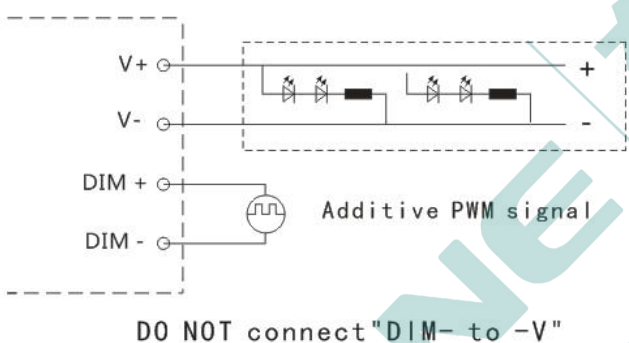 V+
+
V-
-
DIM +
Additive PWM signal
DIM -
DO NOT connect"DIM- to -V"